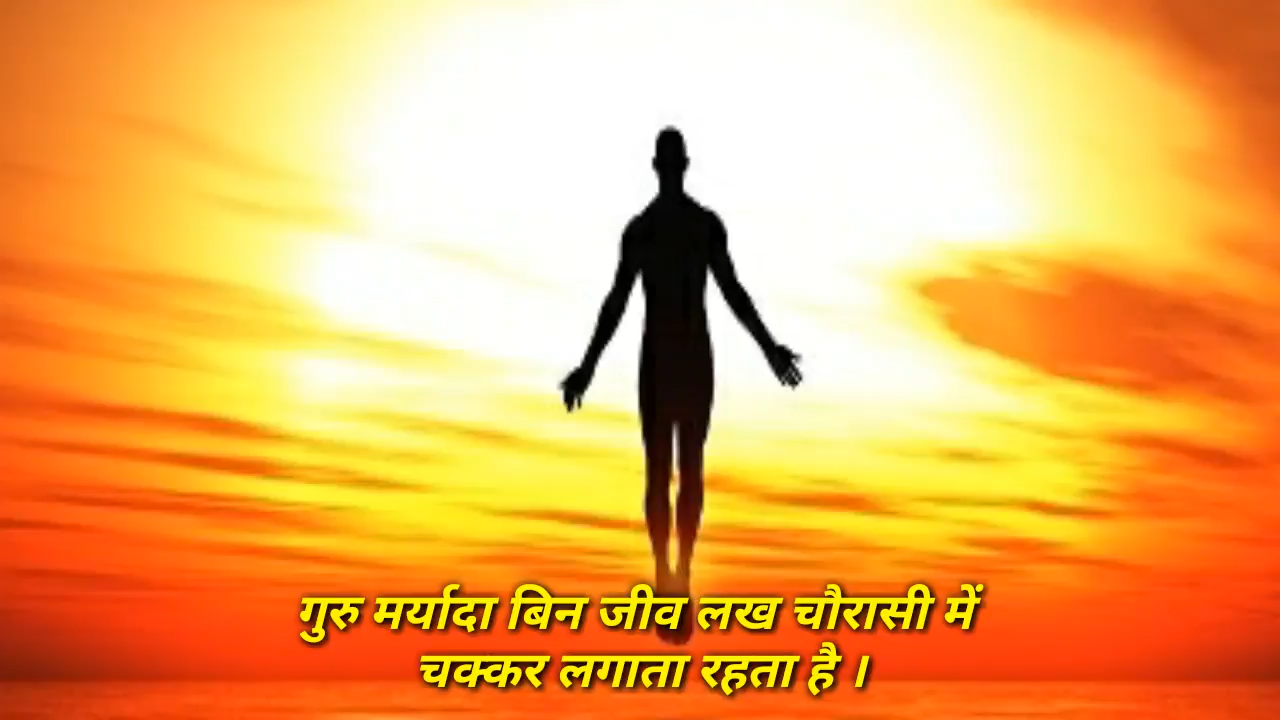 गुरु मर्यादा बिन जीव लख चौरासी में
चक्कर लगाता रहता है ।